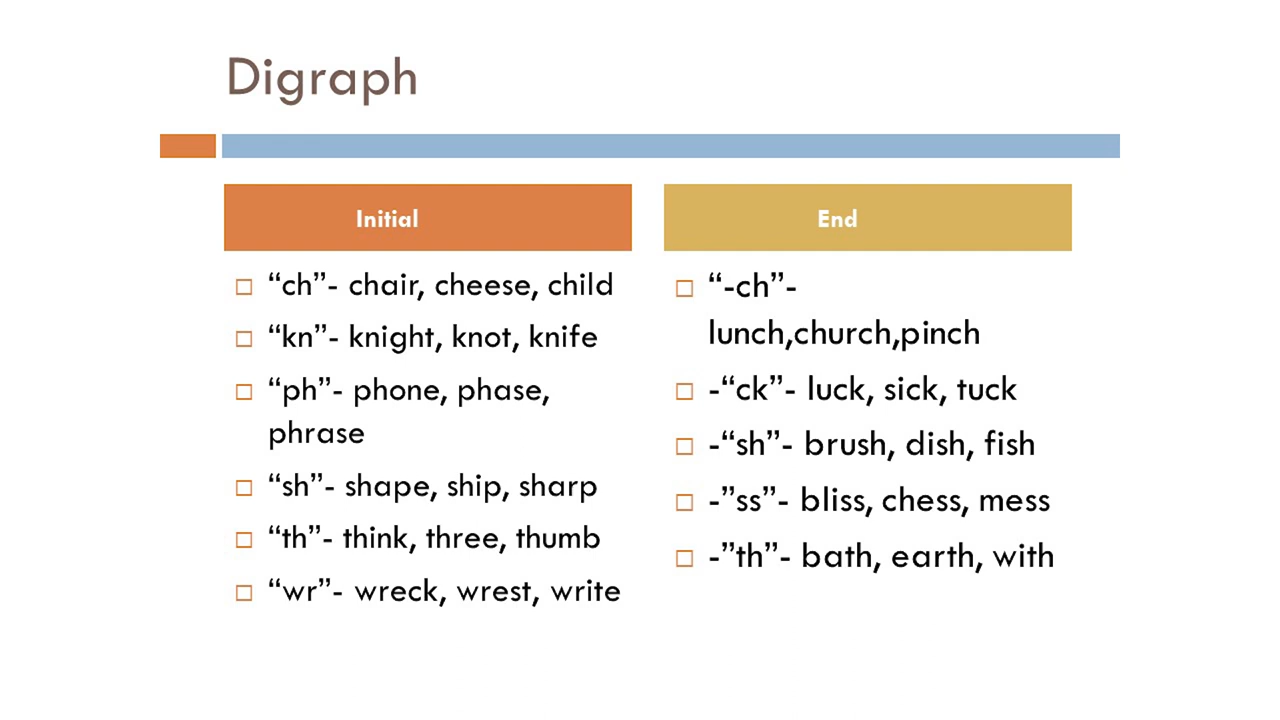 Digraph
Initial
“ch”- chair, cheese, child
“kn”- knight, knot, knife
“ph”- phone, phase,
phrase
“sh”- shape, ship, sharp
“th”- think, three, thumb
“wr”- wreck, wrest, write
End
“-ch”-
lunch,church,pinch
-“ck”- luck, sick, tuck
-“sh”- brush, dish, fish
-”ss”- bliss, chess, mess
-”th”- bath, earth, with